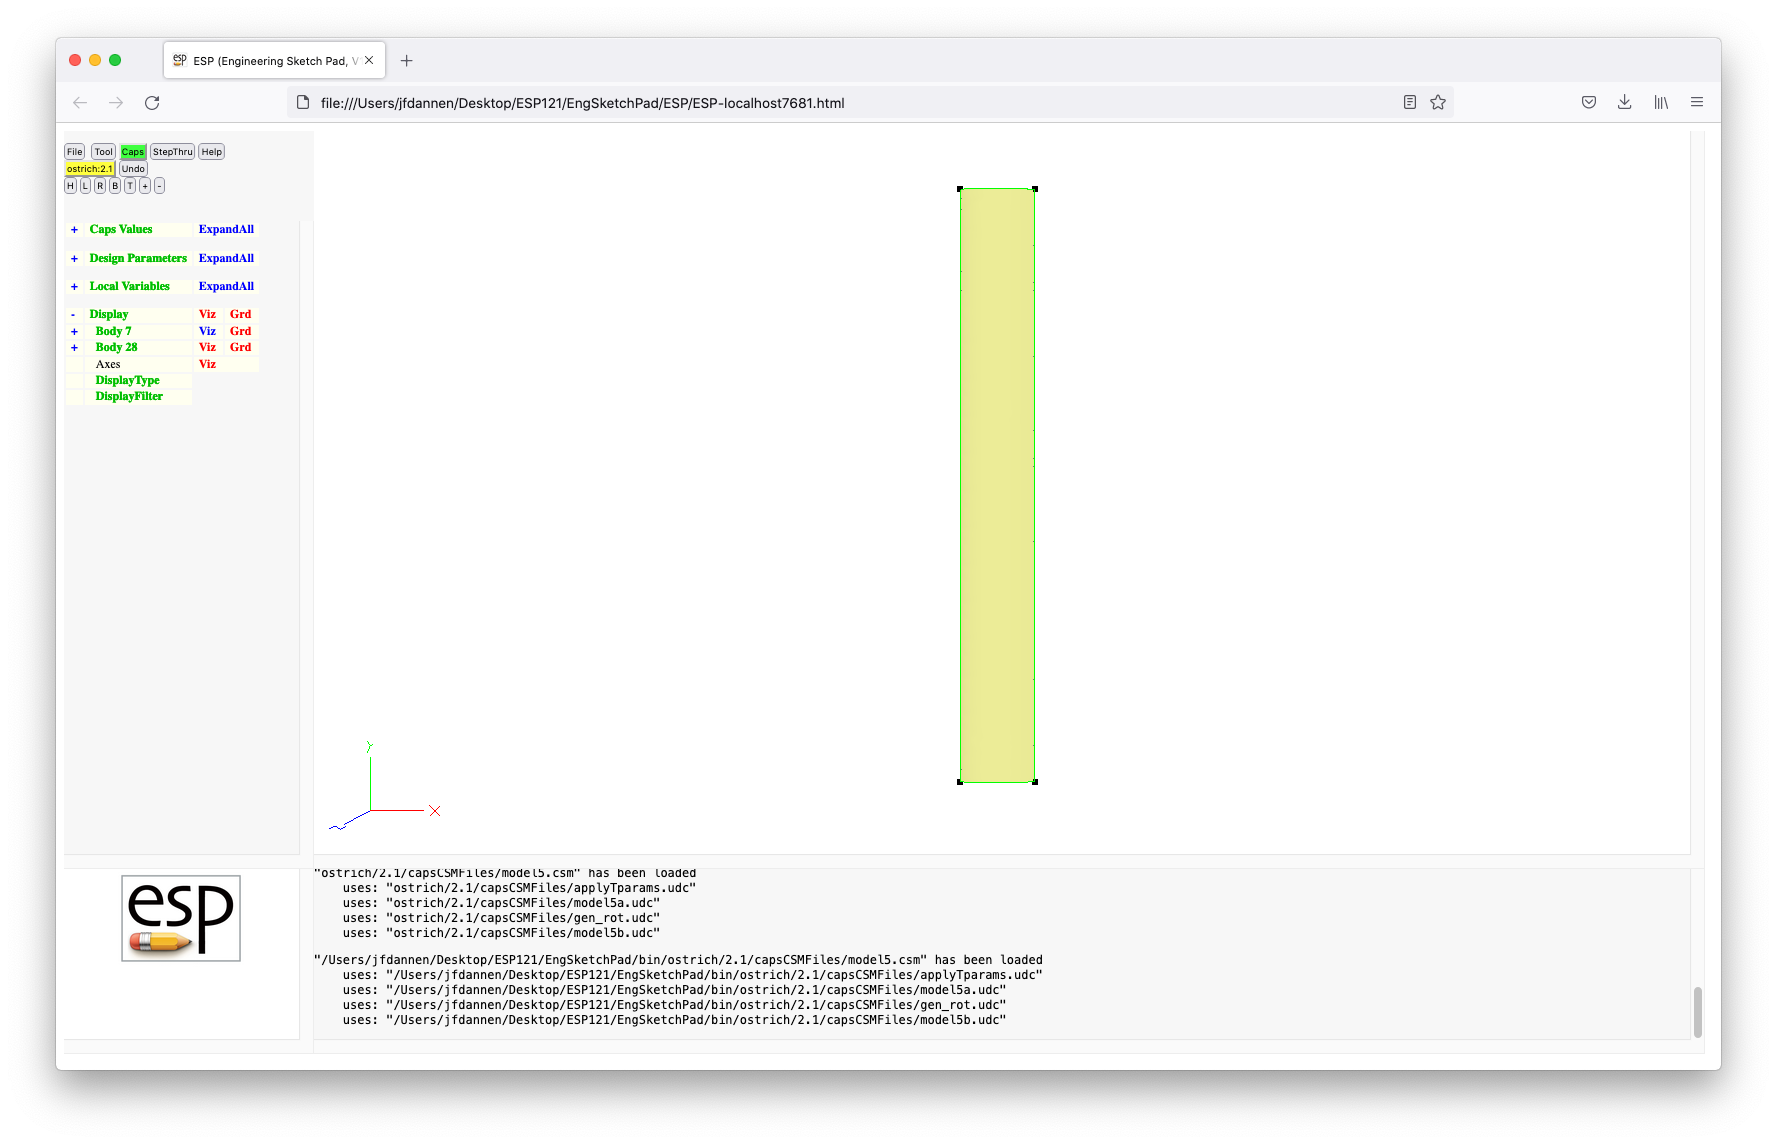 ESP (Engineering Sketch Pad, V
file:///Users/jfdannen/Desktop/ESP121/EngSketchPad/ESP/ESP-localhost7681.html
File Tool Caps StepThru Help
ostrich:2.1 Undo
H L R B T + -
+ Caps Values ExpandAll
+ Design Parameters ExpandAll
+ Local Variables ExpandAll
- Display Viz Grd
+ Body 7 Viz Grd
+ Body 28 Viz Grd
Axes Viz
DisplayType
DisplayFilter
Y
X
esp
"ostrich/2.1/capsCSMFiles/model5.csm" has been loaded
uses: "ostrich/2.1/capsCSMFiles/applyTparams.udc"
uses: "ostrich/2.1/capsCSMFiles/model5a.udc"
uses: "ostrich/2.1/capsCSMFiles/gen_rot.udc"
uses: "ostrich/2.1/capsCSMFiles/model5b.udc"
"/Users/jfdannen/Desktop/ESP121/EngSketchPad/bin/ostrich/2.1/capsCSMFiles/model5.csm" has been loaded
uses: "/Users/jfdannen/Desktop/ESP121/EngSketchPad/bin/ostrich/2.1/capsCSMFiles/applyTparams.udc"
uses: "/Users/jfdannen/Desktop/ESP121/EngSketchPad/bin/ostrich/2.1/capsCSMFiles/model5a.udc"
uses: "/Users/jfdannen/Desktop/ESP121/EngSketchPad/bin/ostrich/2.1/capsCSMFiles/gen_rot.udc"
uses: "/Users/jfdannen/Desktop/ESP121/EngSketchPad/bin/ostrich/2.1/capsCSMFiles/model5b.udc"